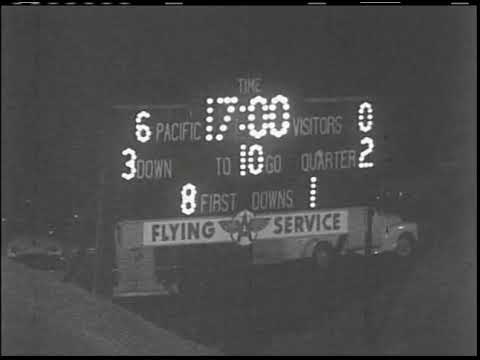 TIME
6 PACIFIC 17:00 VISITORS 0
3 DOWN TO 10 GO QUARTER 2
8 FIRST DOWNS 1
FLYING A SERVICE